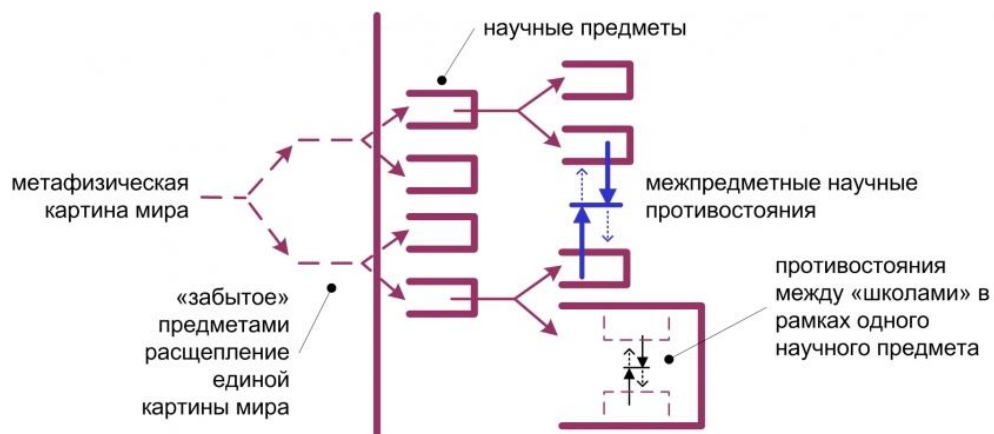 научные предметы
метафизическая
картина мира
межпредметные научные
противостояния
«забытое»
предметами
расщепление
единой
картины мира
противостояния
между «школами» в
рамках одного
научного предмета